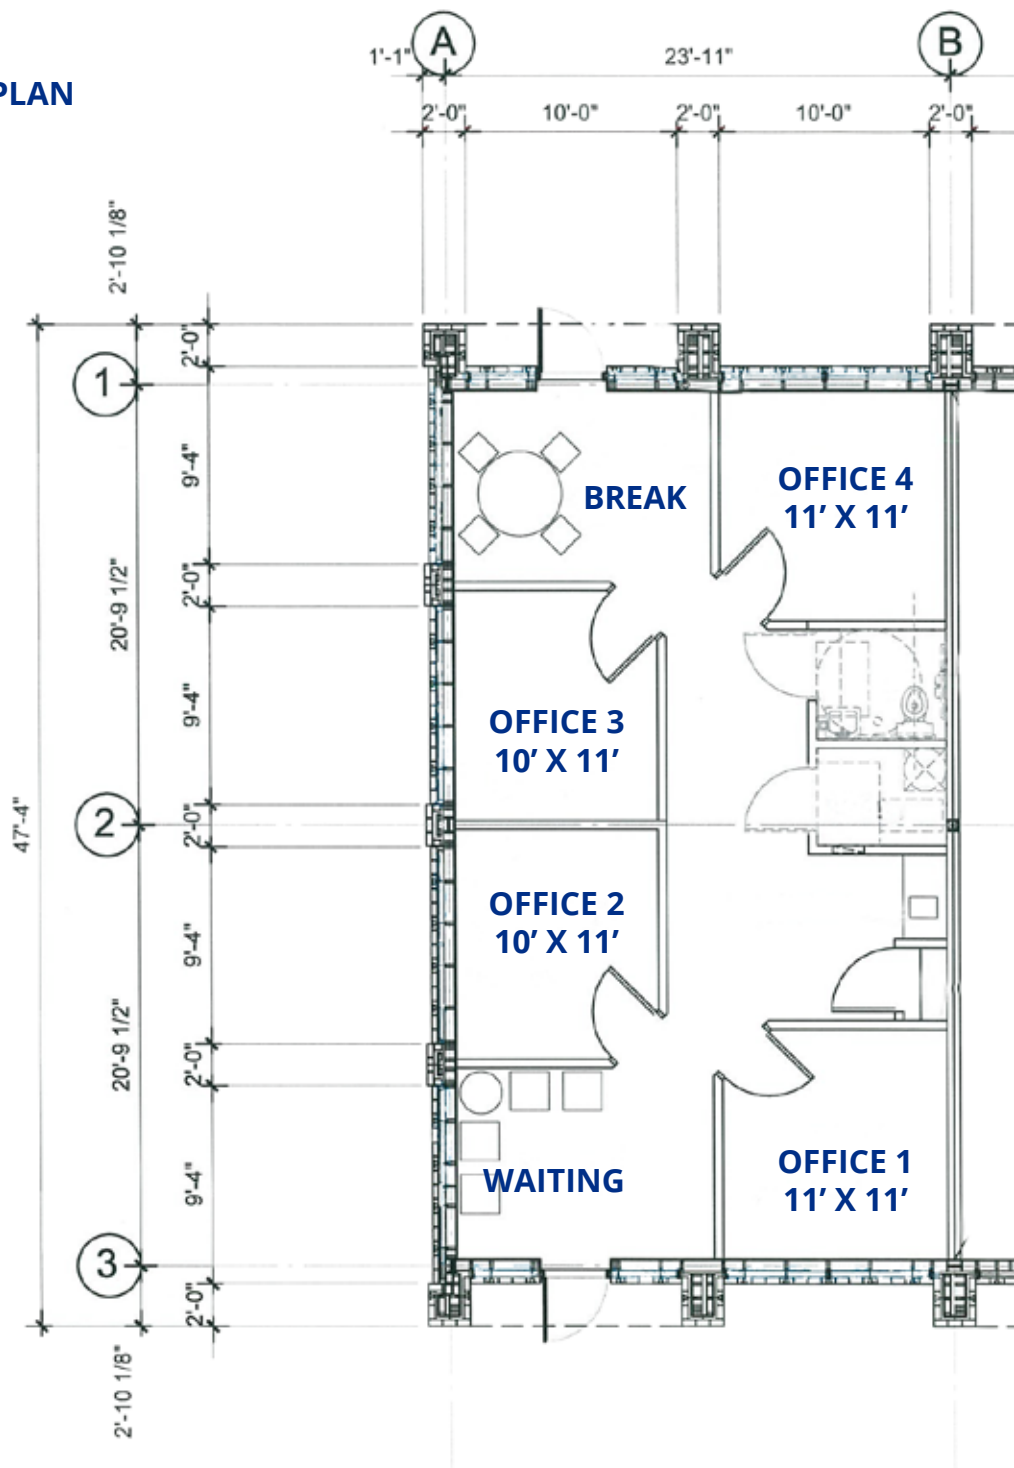 PLAN
A
B
1'-1"
23'-11"
2'-0"
10'-0"
2'-0"
10'-0"
2'-0"
2'-10 1/8"
2'-0"
1
9'-4"
BREAK
OFFICE 4
11’ X 11’
2'-0"
20'-9 1/2"
9'-4"
OFFICE 3
10’ X 11’
47'-4"
2
2'-0"
OFFICE 2
10’ X 11’
9'-4"
20'-9 1/2"
2'-0"
9'-4"
WAITING
OFFICE 1
11’ X 11’
3
2'-0"
2'-10 1/8"